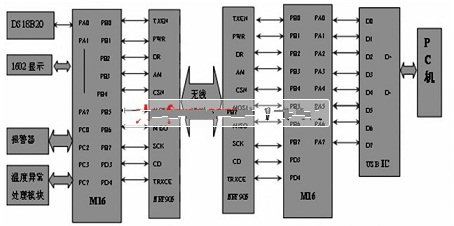 DS18B20
1602显示
报警器
温度异常
处理模块
PA0 PB0
PA1 PB1
PB2
PB3
PB4
PA7 PB5
PC0 PB6
PC2 PB7
PC3 PD3
PC7 PD4
M16
TXEN
PWR
DR
AM
CSN
MISO
SCK
CD
TRXCE
NRF905
无线
TXEN
PWR
DR
AM
CSN
MOSI
MISO
SCK
CD
TRXCE
NRF905
PB0 PA0
PB1 PA1
PB2 PA2
PB3 PA3
PB4 PA4
PB5 PA5
PB6 PA6
PB7 PA7
PD3
PD4
M16
D0
D1
D2 D+
D3
D4 D-
D5
D6
D7
USB IC
PC机